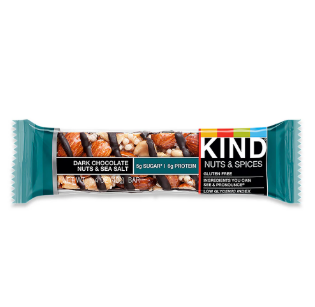 KIND
NUTS & SPICES
DARK CHOCOLATE
NUTS & SEA SALT
5g SUGAR* | 6g PROTEIN
GLUTEN FREE
INGREDIENTS YOU CAN
SEE & PRONOUNCE®
LOW GLYCEMIC INDEX
BAR